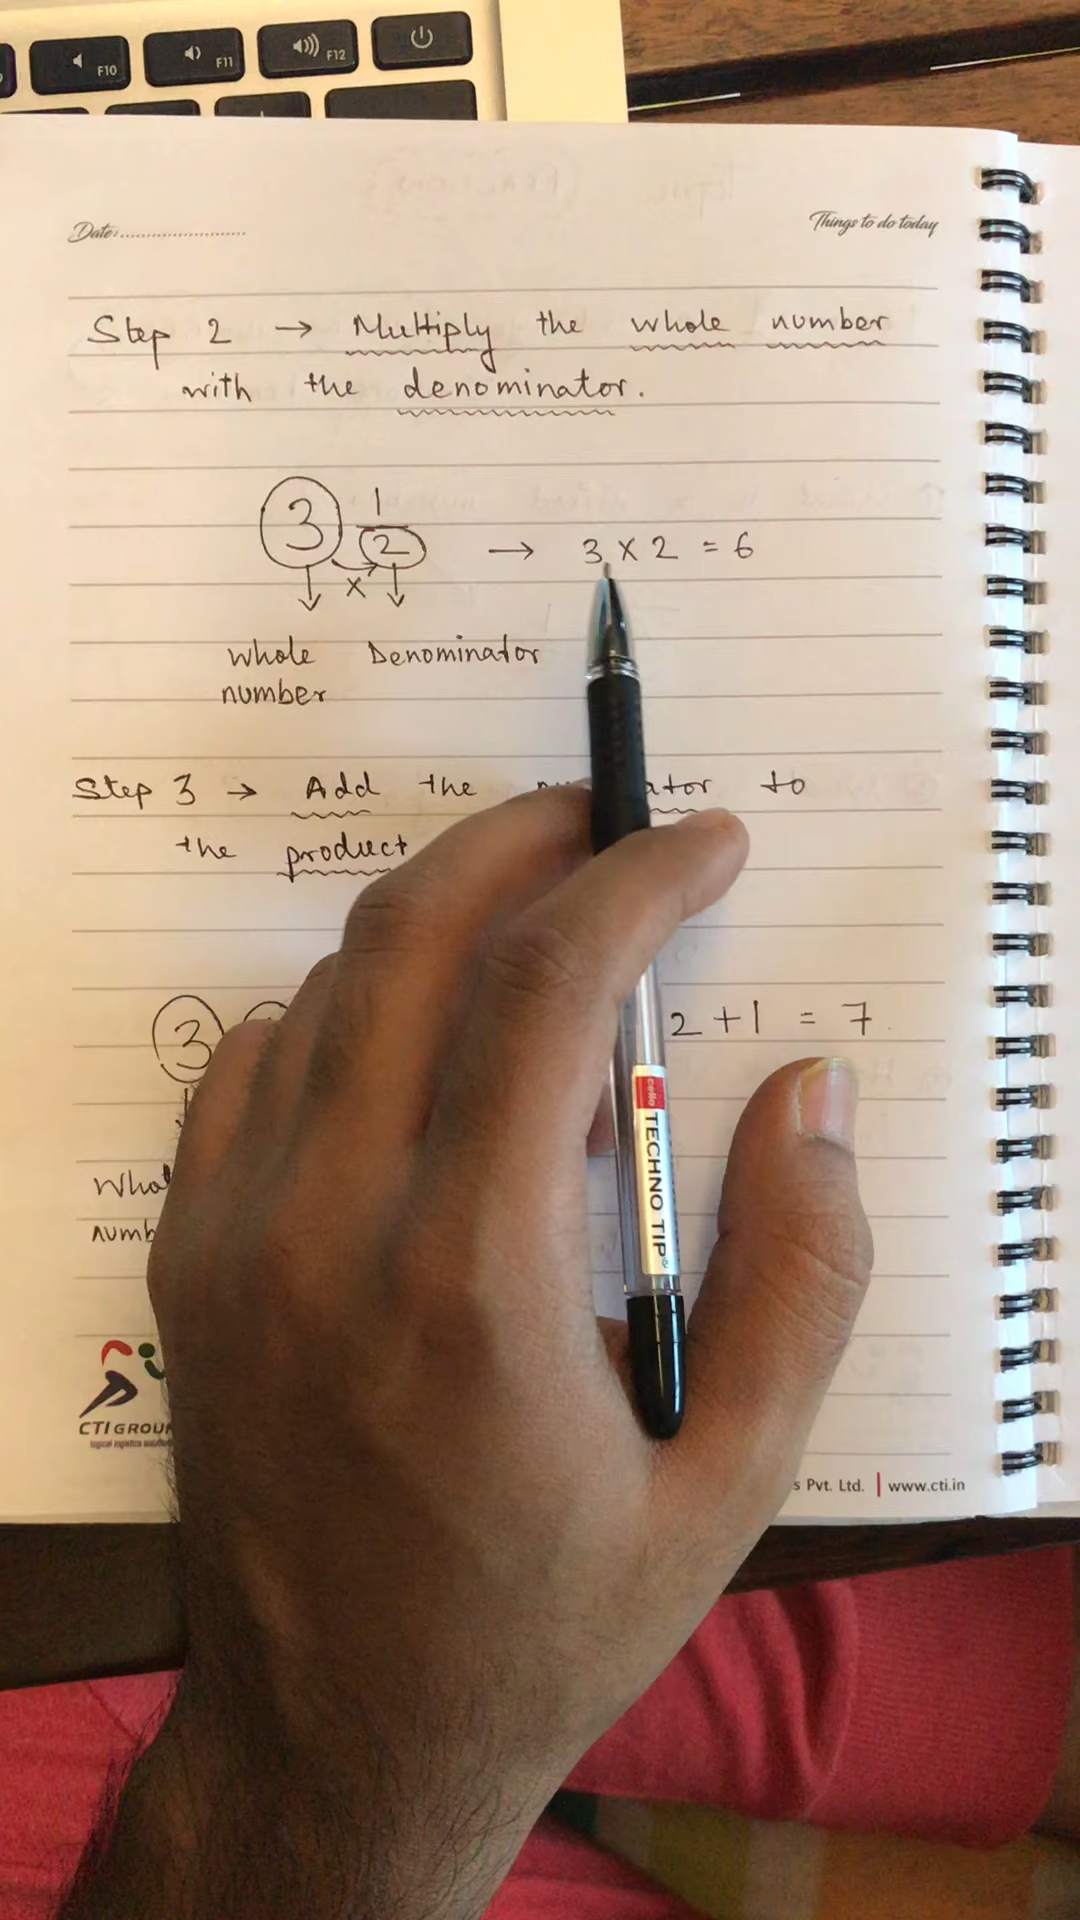 F10 F11 F12
Date:
Things to do today
Step 2 → Multiply the whole number
with the denominator.
3 1/2 → 3 × 2 = 6
×
whole Denominator
number
Step 3 → Add the to
the product
3 2 + 1 = 7.
cello TECHNO TIP
CTI GROUP
logical logistics
Pvt. Ltd. | www.cti.in